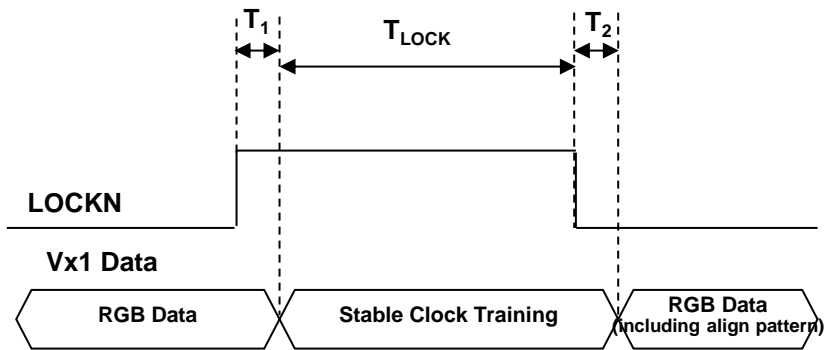 T1 TLOCK T2
LOCKN
Vx1 Data
RGB Data Stable Clock Training RGB Data
(including align pattern)